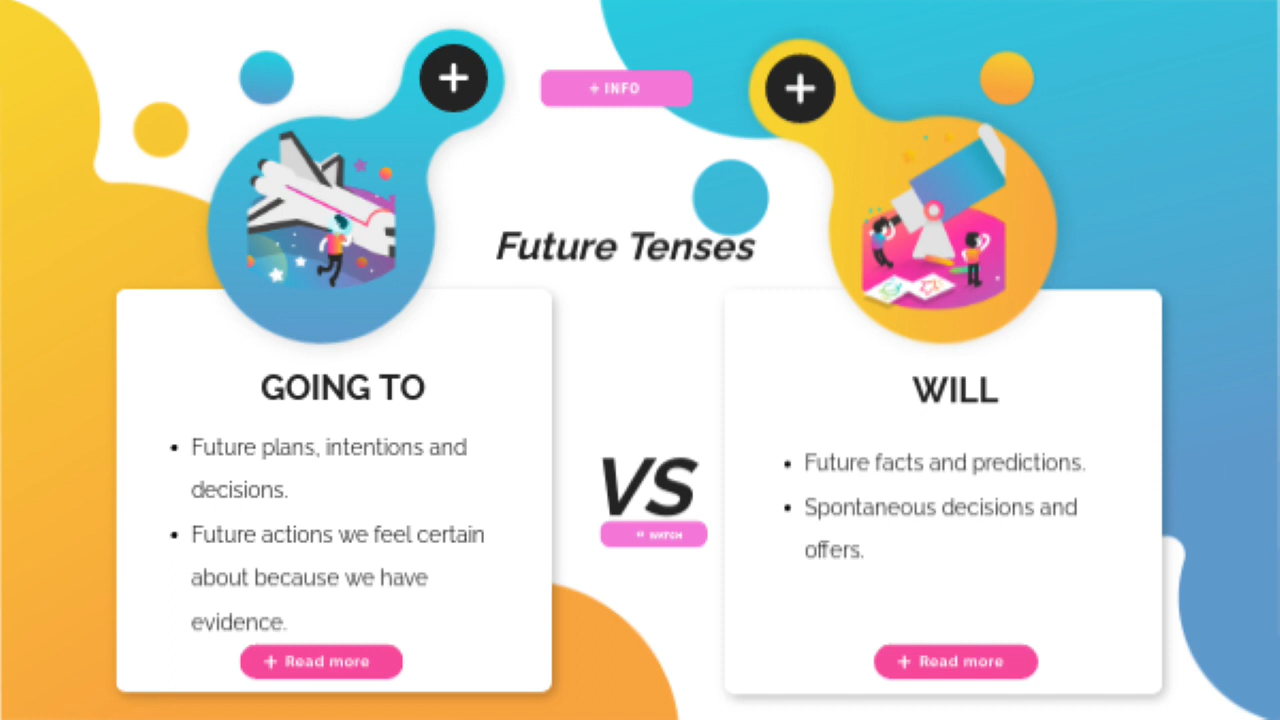 + INFO
Future Tenses
GOING TO
• Future plans, intentions and
decisions.
• Future actions we feel certain
about because we have
evidence.
+ Read more
VS
WATCH
WILL
• Future facts and predictions.
• Spontaneous decisions and
offers.
+ Read more